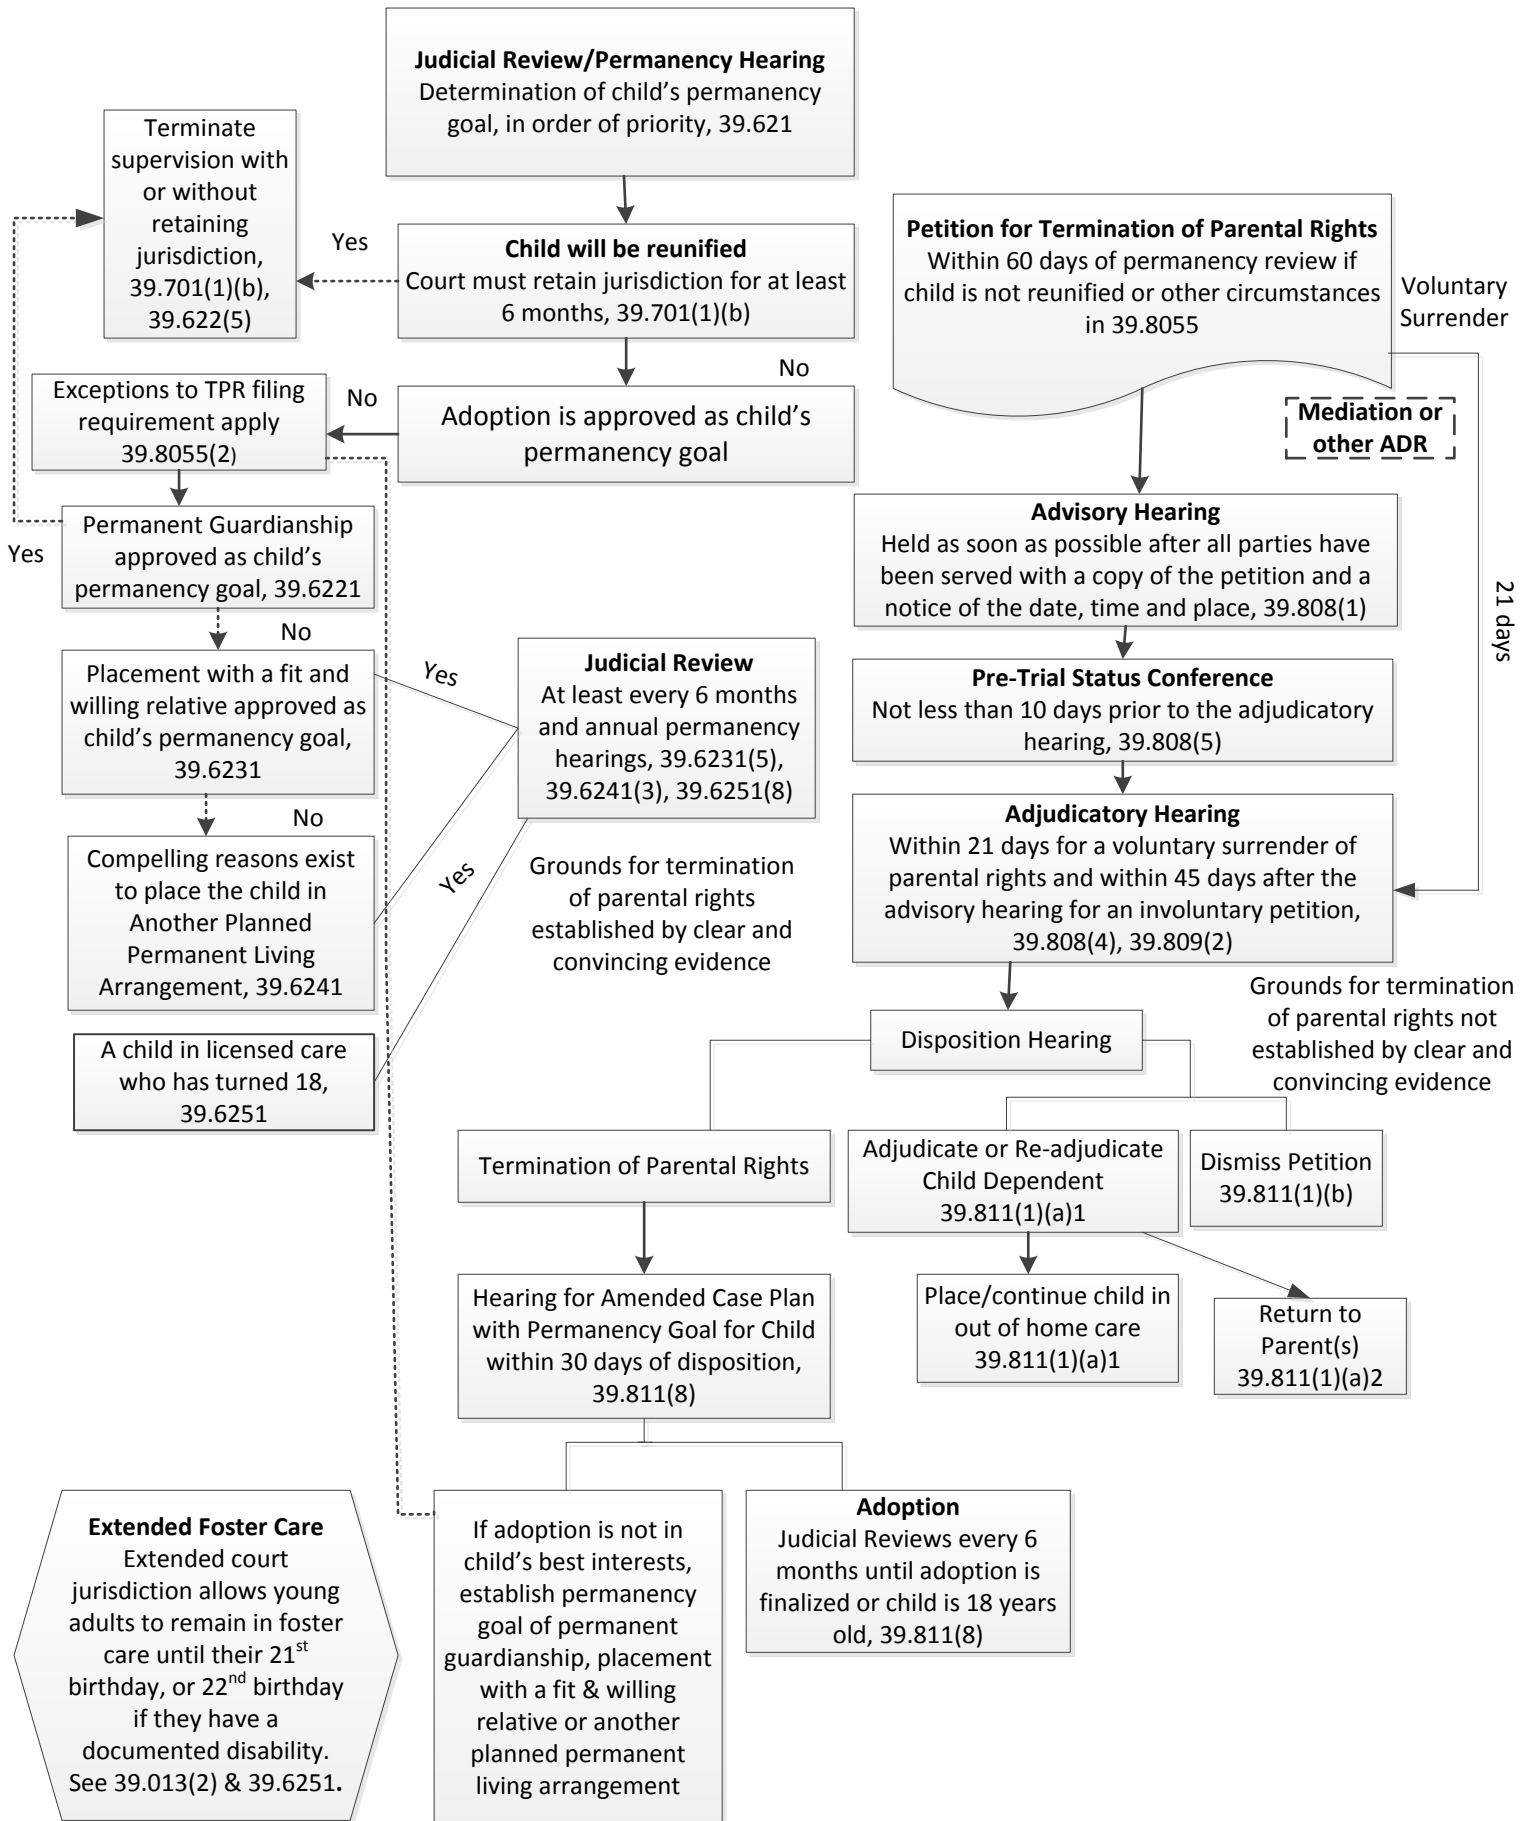 Judicial Review/Permanency Hearing
Determination of child’s permanency
goal, in order of priority, 39.621
Terminate
supervision with
or without
retaining
jurisdiction,
39.701(1)(b),
39.622(5)
Yes
Child will be reunified
Court must retain jurisdiction for at least
6 months, 39.701(1)(b)
No
Adoption is approved as child’s
permanency goal
No
Exceptions to TPR filing
requirement apply
39.8055(2)
Permanent Guardianship
approved as child’s
permanency goal, 39.6221
Yes
No
Placement with a fit and
willing relative approved as
child’s permanency goal,
39.6231
Yes
No
Compelling reasons exist
to place the child in
Another Planned
Permanent Living
Arrangement, 39.6241
Yes
A child in licensed care
who has turned 18,
39.6251
Judicial Review
At least every 6 months
and annual permanency
hearings, 39.6231(5),
39.6241(3), 39.6251(8)
Petition for Termination of Parental Rights
Within 60 days of permanency review if
child is not reunified or other circumstances
in 39.8055
Voluntary
Surrender
Mediation or
other ADR
21 days
Advisory Hearing
Held as soon as possible after all parties have
been served with a copy of the petition and a
notice of the date, time and place, 39.808(1)
Pre-Trial Status Conference
Not less than 10 days prior to the adjudicatory
hearing, 39.808(5)
Adjudicatory Hearing
Within 21 days for a voluntary surrender of
parental rights and within 45 days after the
advisory hearing for an involuntary petition,
39.808(4), 39.809(2)
Grounds for termination
of parental rights
established by clear and
convincing evidence
Grounds for termination
of parental rights not
established by clear and
convincing evidence
Disposition Hearing
Termination of Parental Rights
Adjudicate or Re-adjudicate
Child Dependent
39.811(1)(a)1
Dismiss Petition
39.811(1)(b)
Place/continue child in
out of home care
39.811(1)(a)1
Return to
Parent(s)
39.811(1)(a)2
Hearing for Amended Case Plan
with Permanency Goal for Child
within 30 days of disposition,
39.811(8)
If adoption is not in
child’s best interests,
establish permanency
goal of permanent
guardianship, placement
with a fit & willing
relative or another
planned permanent
living arrangement
Adoption
Judicial Reviews every 6
months until adoption is
finalized or child is 18 years
old, 39.811(8)
Extended Foster Care
Extended court
jurisdiction allows young
adults to remain in foster
care until their 21st
birthday, or 22nd birthday
if they have a
documented disability.
See 39.013(2) & 39.6251.